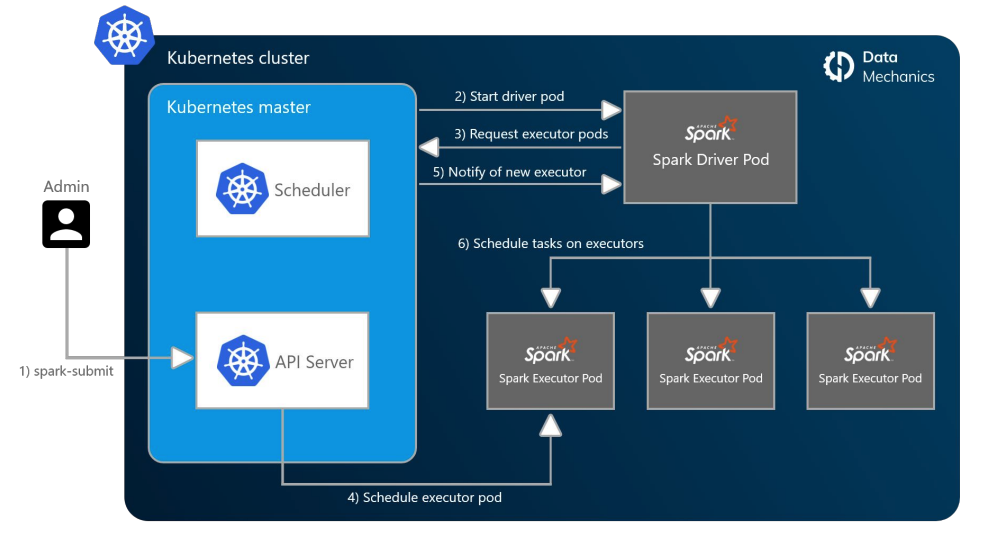 Kubernetes cluster
Data
Mechanics
Kubernetes master
2) Start driver pod
3) Request executor pods
5) Notify of new executor
APACHE
Spark
Spark Driver Pod
Scheduler
Admin
6) Schedule tasks on executors
API Server
1) spark-submit
APACHE
Spark
Spark Executor Pod
APACHE
Spark
Spark Executor Pod
APACHE
Spark
Spark Executor Pod
4) Schedule executor pod